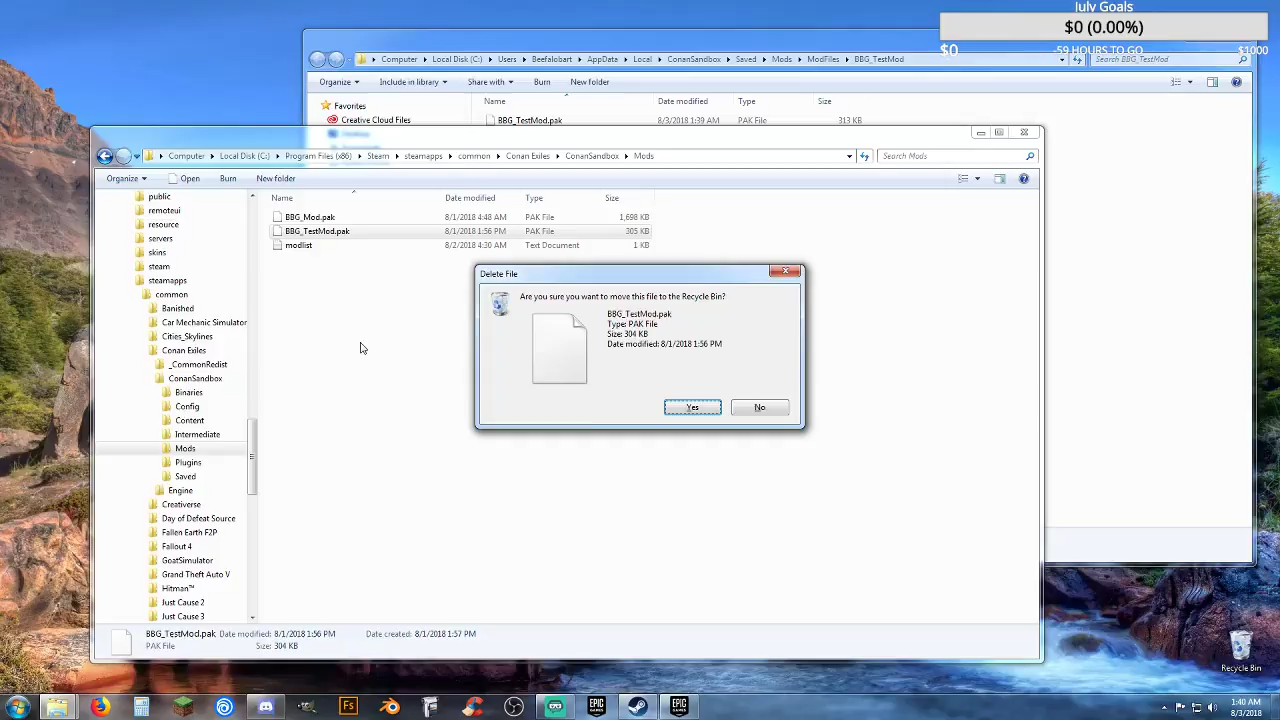 July Goals
$0 (0.00%)
$0 -59 HOURS TO GO $1000
Computer Local Disk (C:) Users Beefalobart AppData Local ConanSandbox Saved Mods ModFiles BBG_TestMod Search BBG_TestMod
Organize Include in library Share with Burn New folder
Favorites Name Date modified Type Size
Creative Cloud Files BBG_TestMod.pak 8/3/2018 1:39 AM PAK File 313 KB
Desktop
Computer Local Disk (C:) Program Files (x86) Steam steamapps common Conan Exiles ConanSandbox Mods Search Mods
Organize Open Burn New folder
Name Date modified Type Size
BBG_Mod.pak 8/1/2018 4:48 AM PAK File 1,698 KB
BBG_TestMod.pak 8/1/2018 1:56 PM PAK File 305 KB
modlist 8/2/2018 4:30 AM Text Document 1 KB
public
remoteui
resource
servers
skins
steam
steamapps
common
Banished
Car Mechanic Simulator
Cities_Skylines
Conan Exiles
_CommonRedist
ConanSandbox
Binaries
Config
Content
Intermediate
Mods
Plugins
Saved
Engine
Creativerse
Day of Defeat Source
Fallen Earth F2P
Fallout 4
GoatSimulator
Grand Theft Auto V
Hitman™
Just Cause 2
Just Cause 3
Delete File
Are you sure you want to move this file to the Recycle Bin?
BBG_TestMod.pak
Type: PAK File
Size: 304 KB
Date modified: 8/1/2018 1:56 PM
Yes No
BBG_TestMod.pak Date modified: 8/1/2018 1:56 PM Date created: 8/1/2018 1:57 PM
PAK File Size: 304 KB
Recycle Bin
Fs
EPIC
GAMES
EPIC
GAMES
1:40 AM
8/3/2018